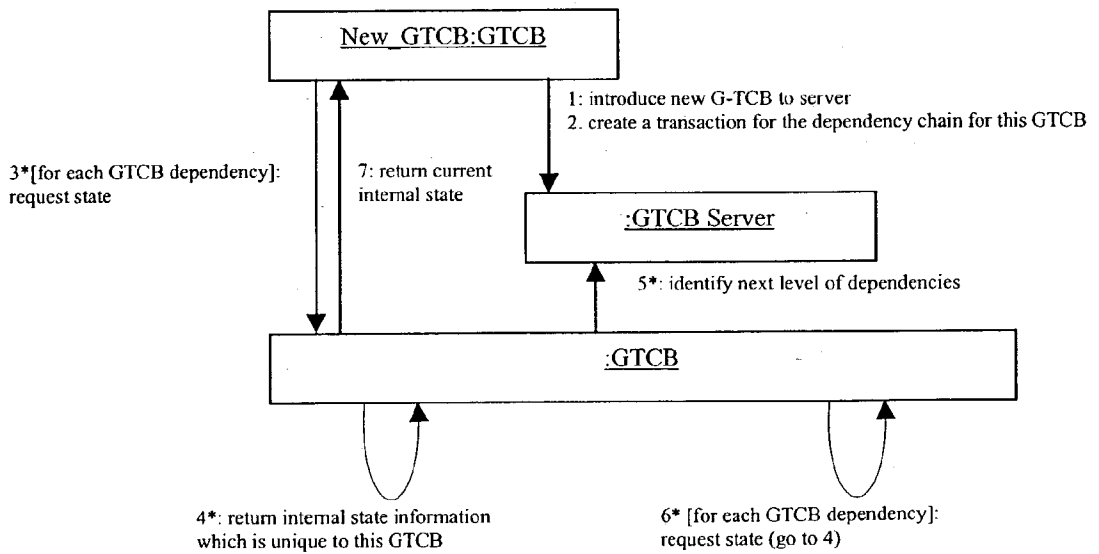 New_GTCB:GTCB
1: introduce new G-TCB to server
2. create a transaction for the dependency chain for this GTCB
3*[for each GTCB dependency]:
request state
7: return current
internal state
:GTCB Server
5*: identify next level of dependencies
:GTCB
4*: return internal state information
which is unique to this GTCB
6* [for each GTCB dependency]:
request state (go to 4)